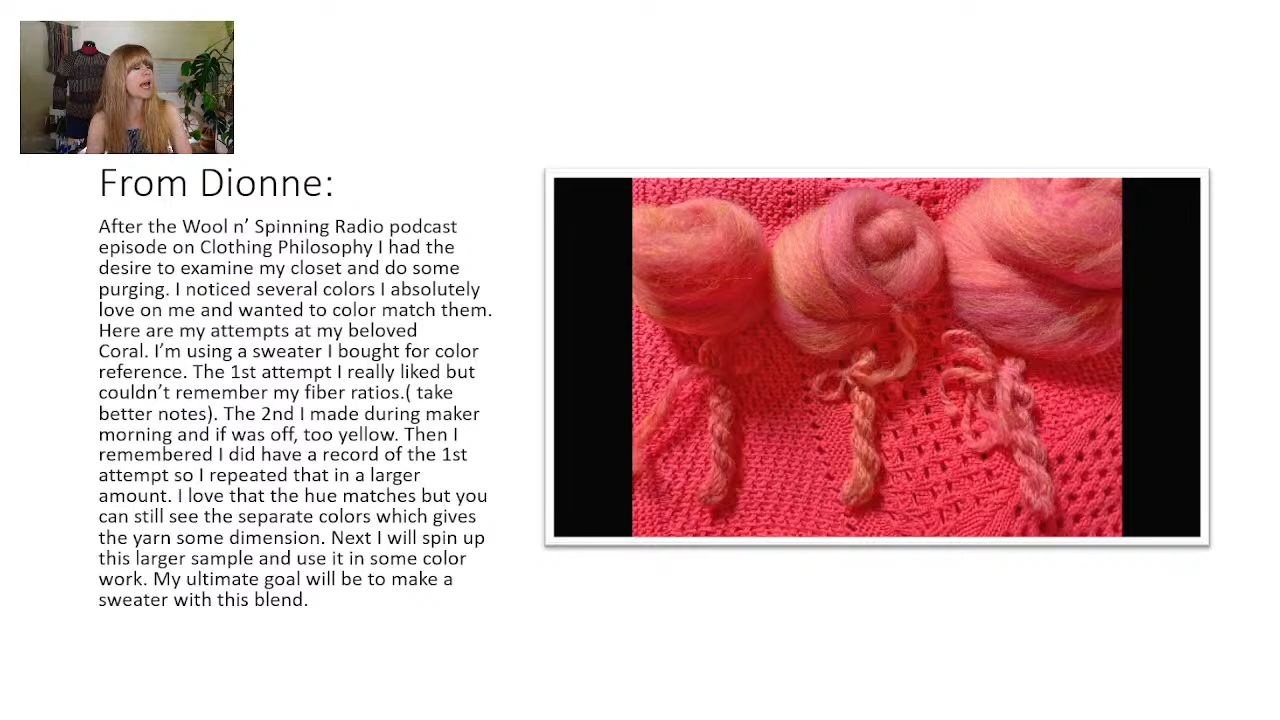 From Dionne:
After the Wool n’ Spinning Radio podcast
episode on Clothing Philosophy I had the
desire to examine my closet and do some
purging. I noticed several colors I absolutely
love on me and wanted to color match them.
Here are my attempts at my beloved
Coral. I’m using a sweater I bought for color
reference. The 1st attempt I really liked but
couldn’t remember my fiber ratios.( take
better notes). The 2nd I made during maker
morning and if was off, too yellow. Then I
remembered I did have a record of the 1st
attempt so I repeated that in a larger
amount. I love that the hue matches but you
can still see the separate colors which gives
the yarn some dimension. Next I will spin up
this larger sample and use it in some color
work. My ultimate goal will be to make a
sweater with this blend.